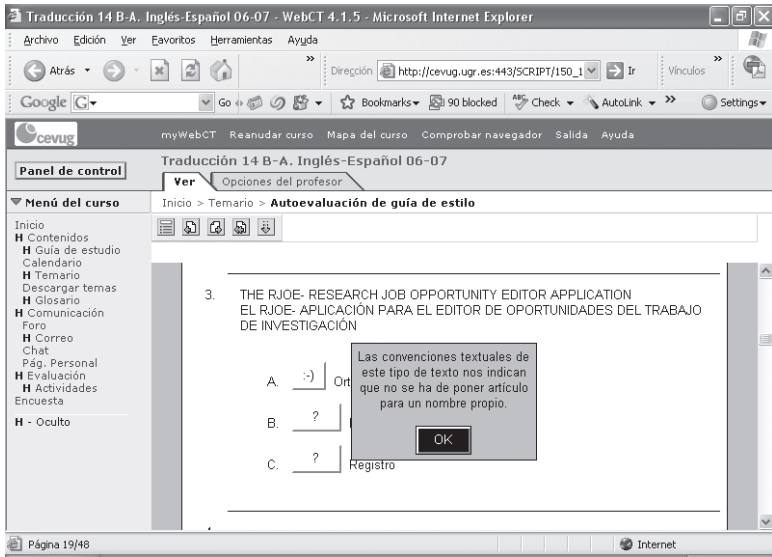 Traducción 14 B-A. Inglés-Español 06-07 - WebCT 4.1.5 - Microsoft Internet Explorer
Archivo Edición Ver Favoritos Herramientas Ayuda
Atrás » Dirección http://cevug.ugr.es:443/SCRIPT/150_1 Ir Vínculos »
Google G Go Bookmarks 90 blocked ABC Check AutoLink » Settings
Cevug myWebCT Reanudar curso Mapa del curso Comprobar navegador Salida Ayuda
Panel de control
Traducción 14 B-A. Inglés-Español 06-07
Ver Opciones del profesor
Menú del curso
Inicio > Temario > Autoevaluación de guía de estilo
Inicio
H Contenidos
H Guía de estudio
Calendario
H Temario
Descargar temas
H Glosario
H Comunicación
Foro
H Correo
Chat
Pág. Personal
H Evaluación
H Actividades
Encuesta
H - Oculto
3. THE RJOE- RESEARCH JOB OPPORTUNITY EDITOR APPLICATION
EL RJOE- APLICACIÓN PARA EL EDITOR DE OPORTUNIDADES DEL TRABAJO
DE INVESTIGACIÓN
A. :-) Ort
B. ?
C. ? Registro
Las convenciones textuales de
este tipo de texto nos indican
que no se ha de poner artículo
para un nombre propio.
OK
Página 19/48 Internet